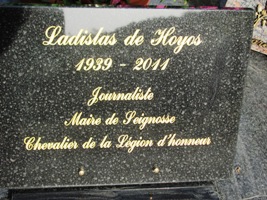 Ladislas de Hoyos
1939 - 2011
Journaliste
Maire de Seignosse
Chevalier de la Légion d'honneur